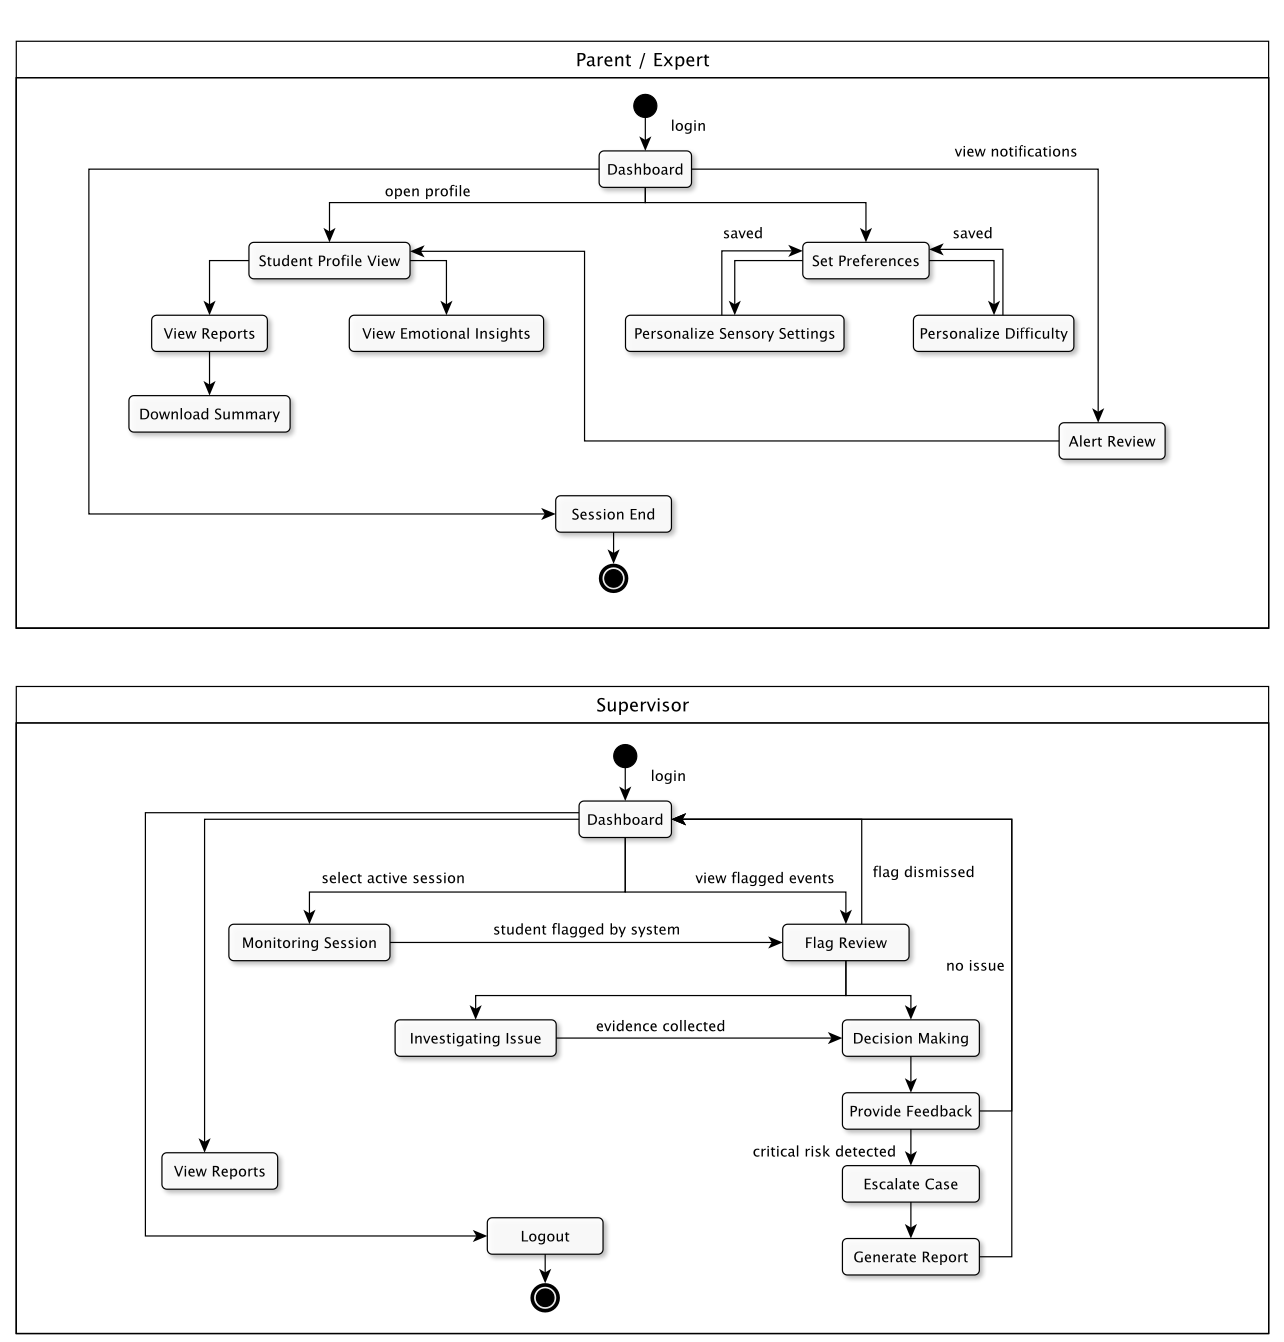 Parent / Expert
login
view notifications
Dashboard
open profile
saved
saved
Student Profile View
Set Preferences
View Reports
View Emotional Insights
Personalize Sensory Settings
Personalize Difficulty
Download Summary
Alert Review
Session End
Supervisor
login
Dashboard
flag dismissed
select active session
view flagged events
student flagged by system
Monitoring Session
Flag Review
no issue
evidence collected
Investigating Issue
Decision Making
Provide Feedback
critical risk detected
View Reports
Escalate Case
Logout
Generate Report